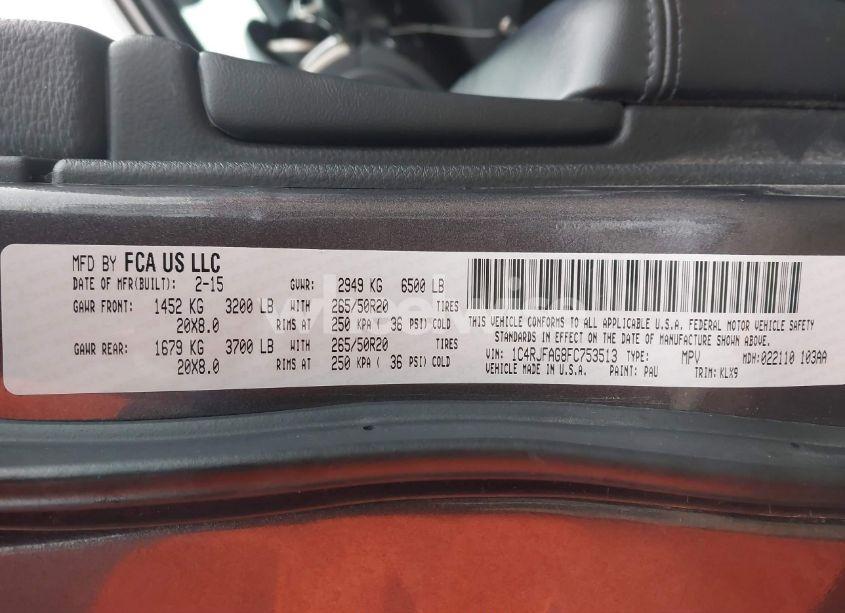 MFD BY FCA US LLC
DATE OF MFR(BUILT): 2-15 GVWR: 2949 KG 6500 LB
GAWR FRONT: 1452 KG 3200 LB WITH 265/50R20 TIRES
20X8.0 RIMS AT 250 KPA ( 36 PSI) COLD
GAWR REAR: 1679 KG 3700 LB WITH 265/50R20 TIRES
20X8.0 RIMS AT 250 KPA ( 36 PSI) COLD
THIS VEHICLE CONFORMS TO ALL APPLICABLE U.S.A. FEDERAL MOTOR VEHICLE SAFETY
STANDARDS IN EFFECT ON THE DATE OF MANUFACTURE SHOWN ABOVE.
VIN: 1C4RJFAG8FC753513 TYPE: MPV MDH:022110 103AA
VEHICLE MADE IN U.S.A. PAINT: PAU TRIM: KLX9